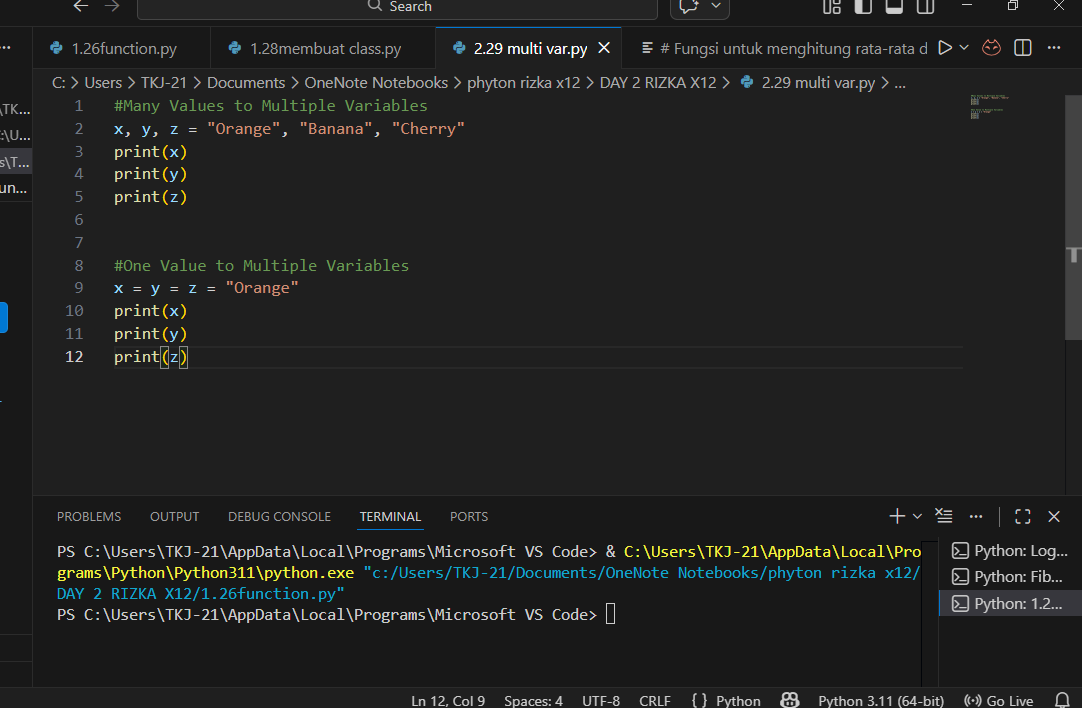 Search
1.26function.py
1.28membuat class.py
2.29 multi var.py
# Fungsi untuk menghitung rata-rata d
C: > Users > TKJ-21 > Documents > OneNote Notebooks > phyton rizka x12 > DAY 2 RIZKA X12 > 2.29 multi var.py > ...
\TK...
:\U...
s\T...
un...
1 #Many Values to Multiple Variables
2 x, y, z = "Orange", "Banana", "Cherry"
3 print(x)
4 print(y)
5 print(z)
6
7
8 #One Value to Multiple Variables
9 x = y = z = "Orange"
10 print(x)
11 print(y)
12 print(z)
PROBLEMS OUTPUT DEBUG CONSOLE TERMINAL PORTS
PS C:\Users\TKJ-21\AppData\Local\Programs\Microsoft VS Code> & C:\Users\TKJ-21\AppData\Local\Pro
grams\Python\Python311\python.exe "c:/Users/TKJ-21/Documents/OneNote Notebooks/phyton rizka x12/
DAY 2 RIZKA X12/1.26function.py"
PS C:\Users\TKJ-21\AppData\Local\Programs\Microsoft VS Code>
Python: Log...
Python: Fib...
Python: 1.2...
Ln 12, Col 9 Spaces: 4 UTF-8 CRLF { } Python Python 3.11 (64-bit) Go Live